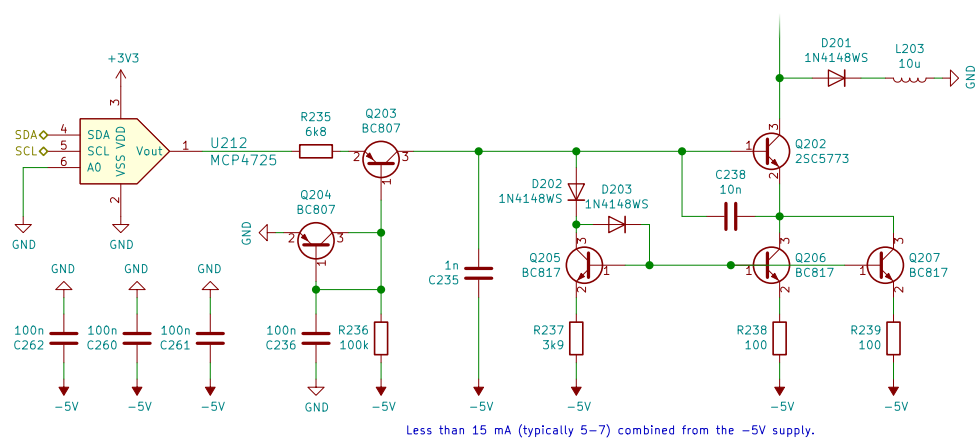 +3V3
3
SDA 4 SDA VDD
SCL 5 SCL Vout 1
6 A0 VSS
2
GND
GND
U212
MCP4725
R235
6k8
Q203
BC807
2
3
1
Q204
BC807
GND
2
3
1
GND
100n
C262
-5V
GND
100n
C260
-5V
GND
100n
C261
-5V
100n
C236
GND
R236
100k
-5V
1n
C235
-5V
D202
1N4148WS
D203
1N4148WS
Q205
BC817
3
1
2
R237
3k9
-5V
C238
10n
D201
1N4148WS
L203
10u
GND
3
1
2
Q202
2SC5773
3
1
2
Q206
BC817
R238
100
-5V
3
1
2
Q207
BC817
R239
100
-5V
Less than 15 mA (typically 5-7) combined from the -5V supply.